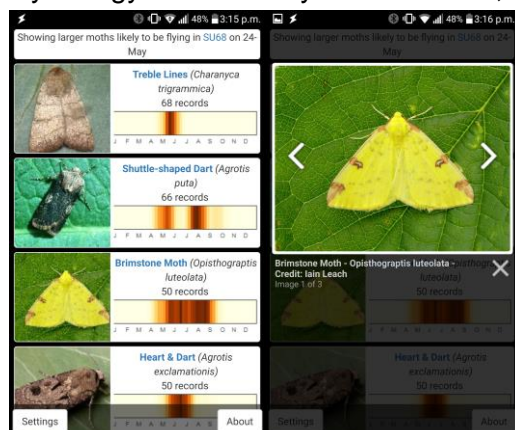 48% 3:15 p.m.
Showing larger moths likely to be flying in SU68 on 24-
May
Treble Lines (Charanyca
trigrammica)
68 records
J F M A M J J A S O N D
Shuttle-shaped Dart (Agrotis
puta)
66 records
J F M A M J J A S O N D
Brimstone Moth (Opisthograptis
luteolata)
50 records
J F M A M J J A S O N D
Heart & Dart (Agrotis
exclamationis)
50 records
Settings
About
48% 3:16 p.m.
Showing larger moths likely to be flying in SU68 on 24-
May
Brimstone Moth - Opisthograptis luteolata -
Credit: Iain Leach
Image 1 of 3
luteolata)
50 records
J F M A M J J A S O N D
Heart & Dart (Agrotis
exclamationis)
50 records
Settings
About